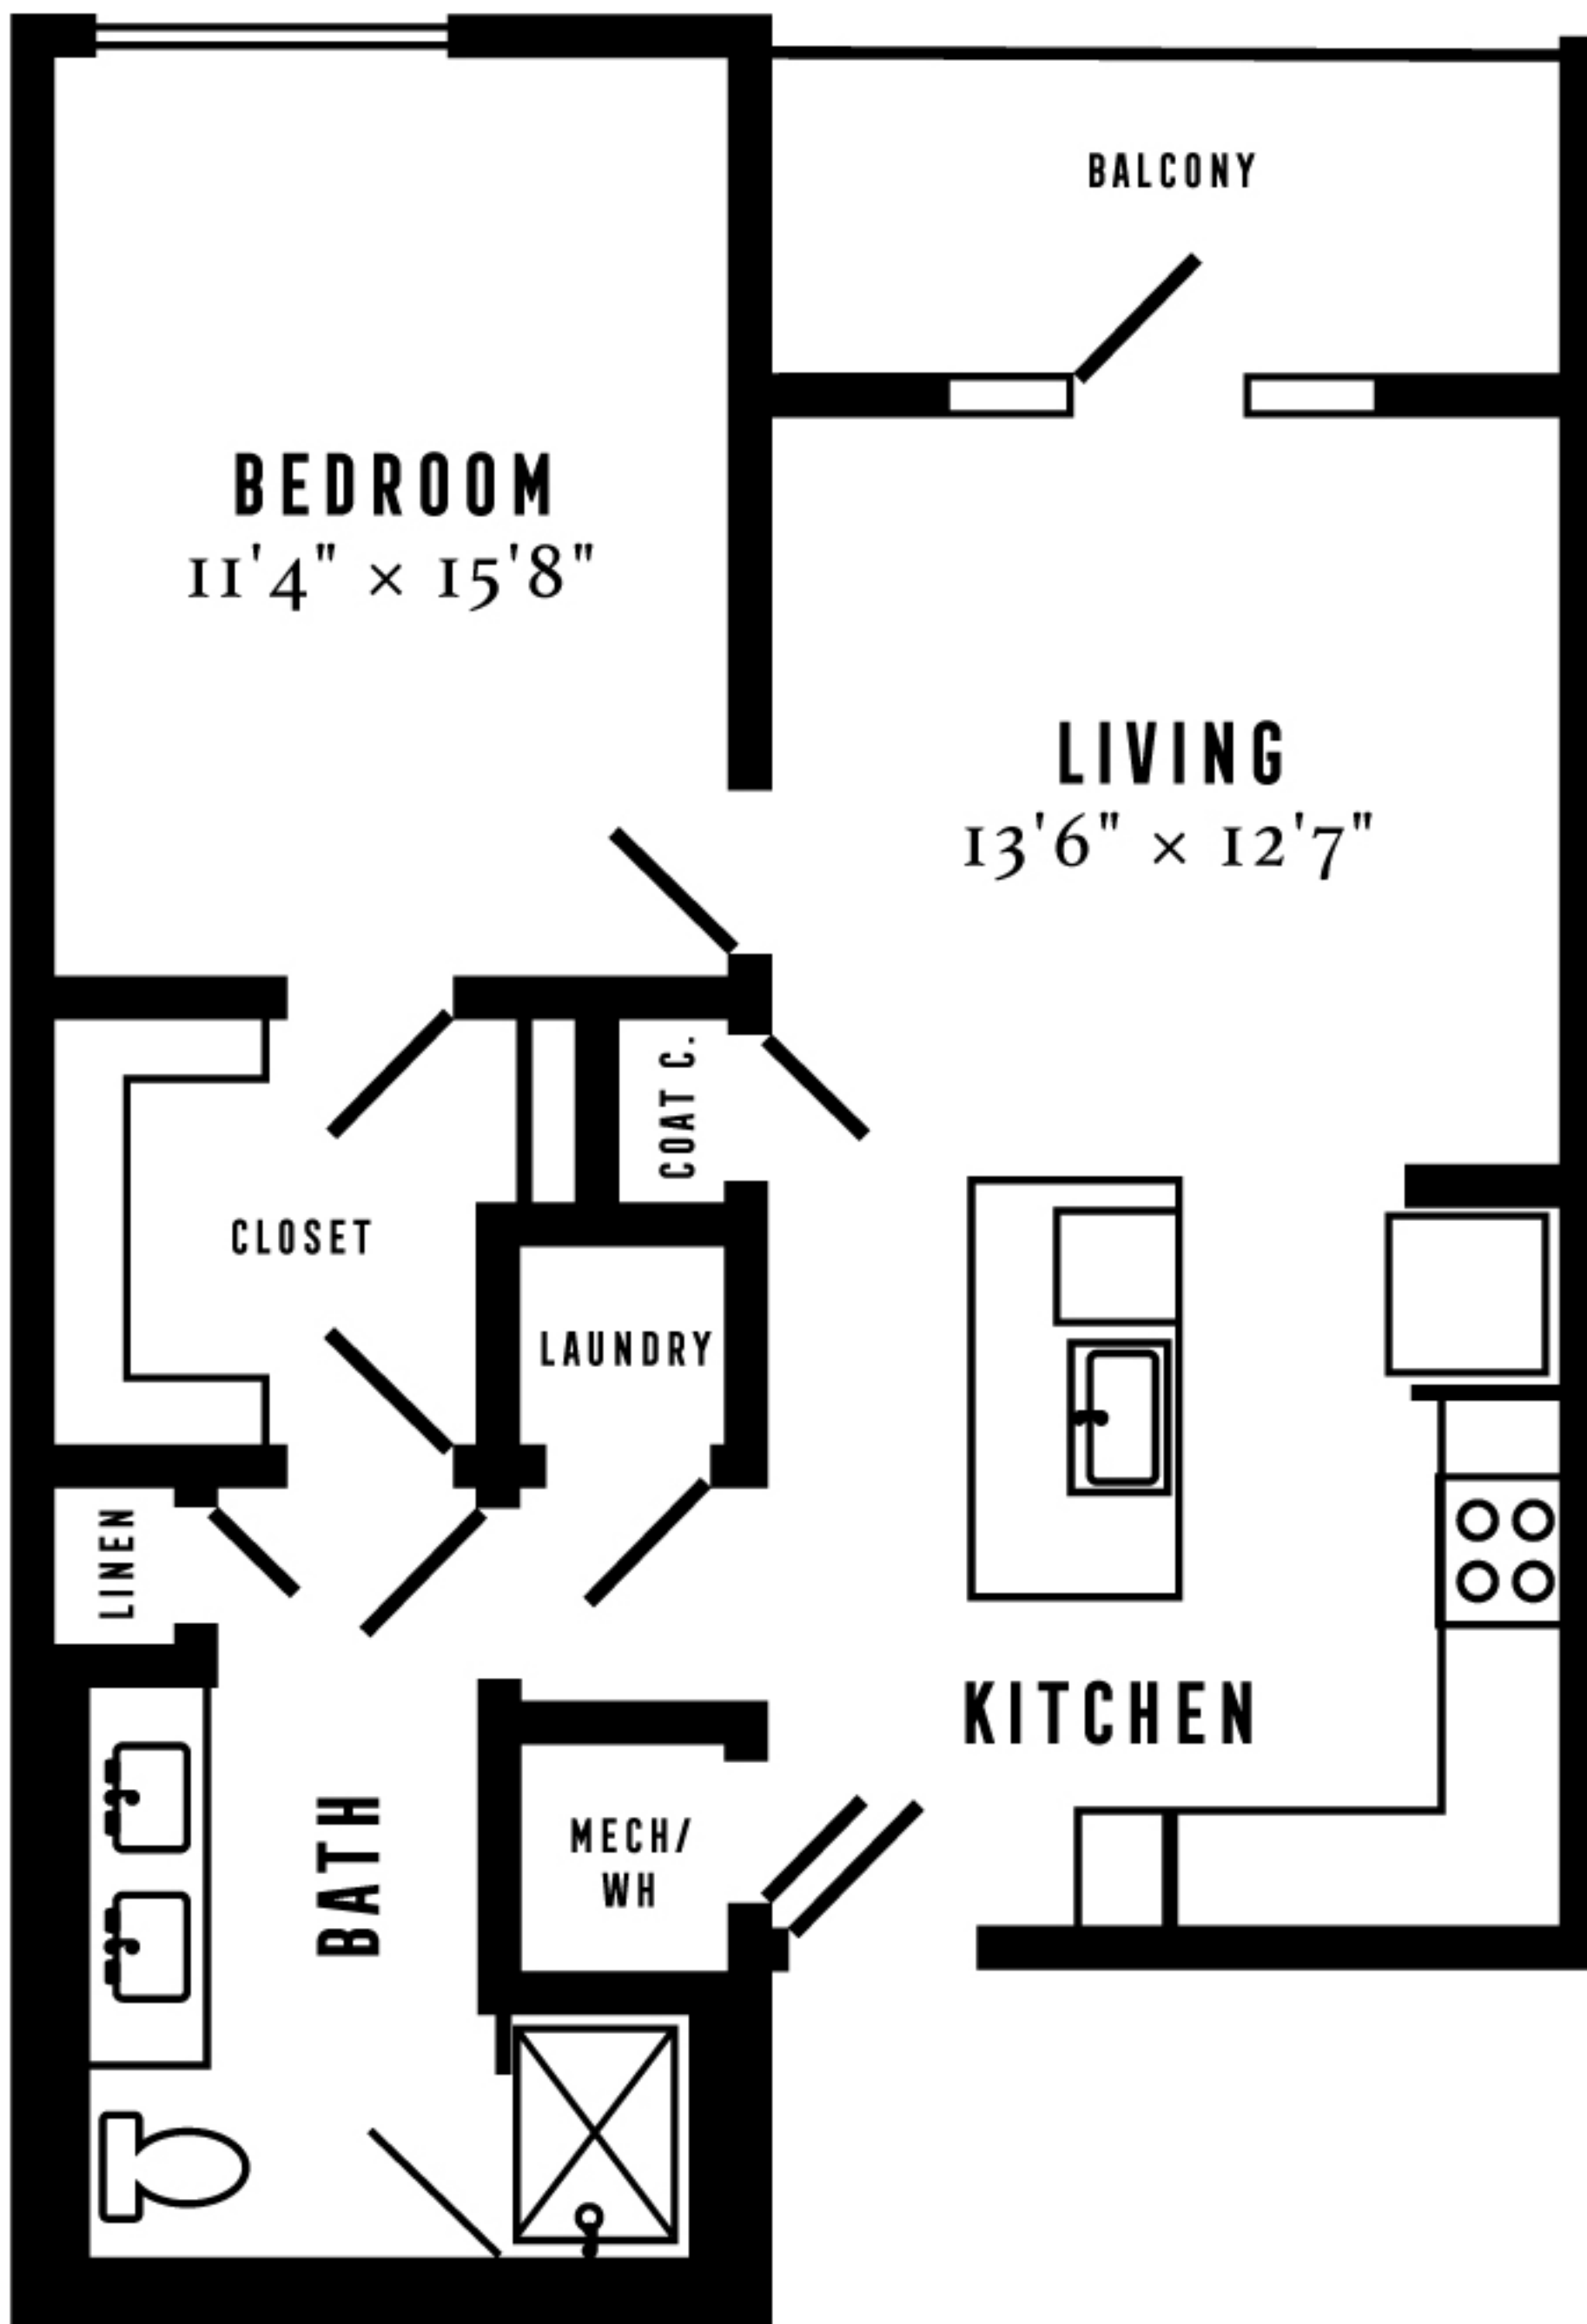 BALCONY
BEDROOM
11'4" × 15'8"
LIVING
13'6" × 12'7"
COAT C.
CLOSET
LAUNDRY
LINEN
KITCHEN
BATH
MECH/
WH